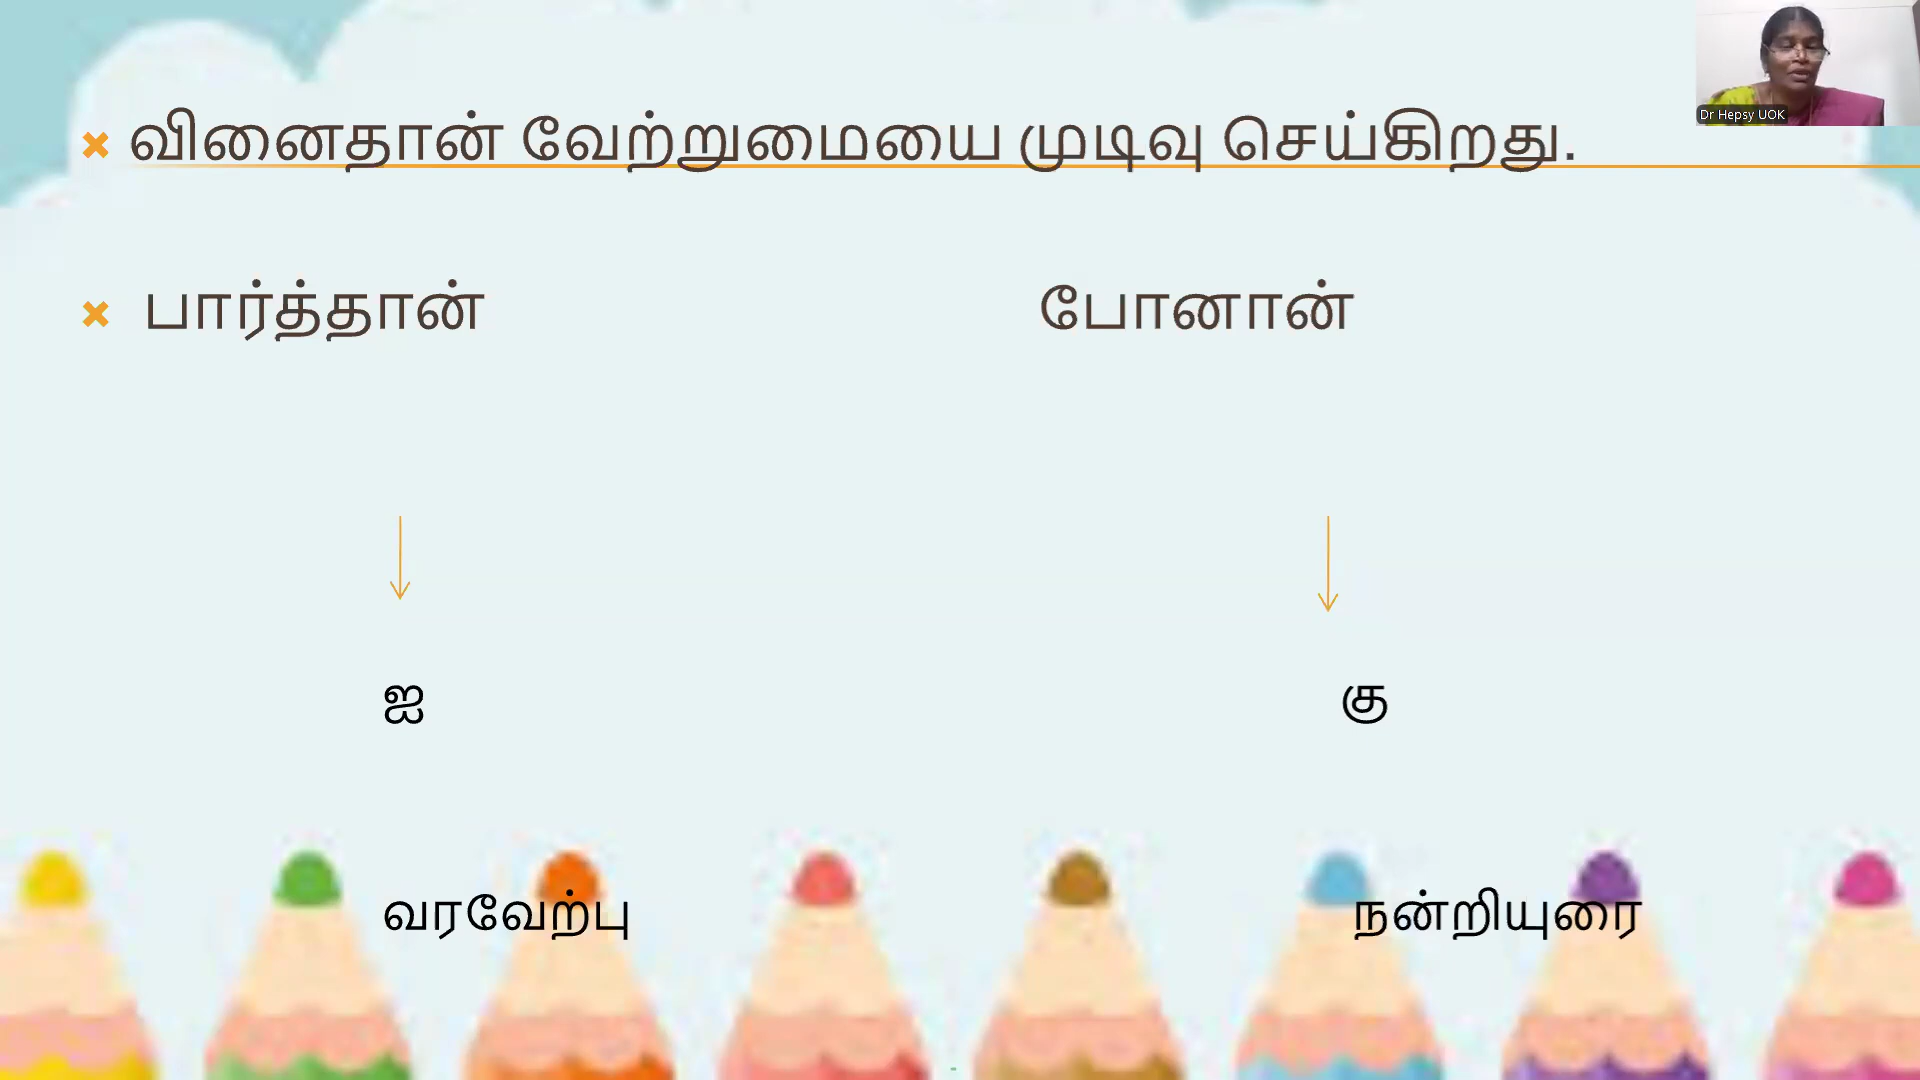 Dr Hepsy UOK
வினைதான் வேற்றுமையை முடிவு செய்கிறது.
பார்த்தான் போனான்
ஐ கு
வரவேற்பு நன்றியுரை